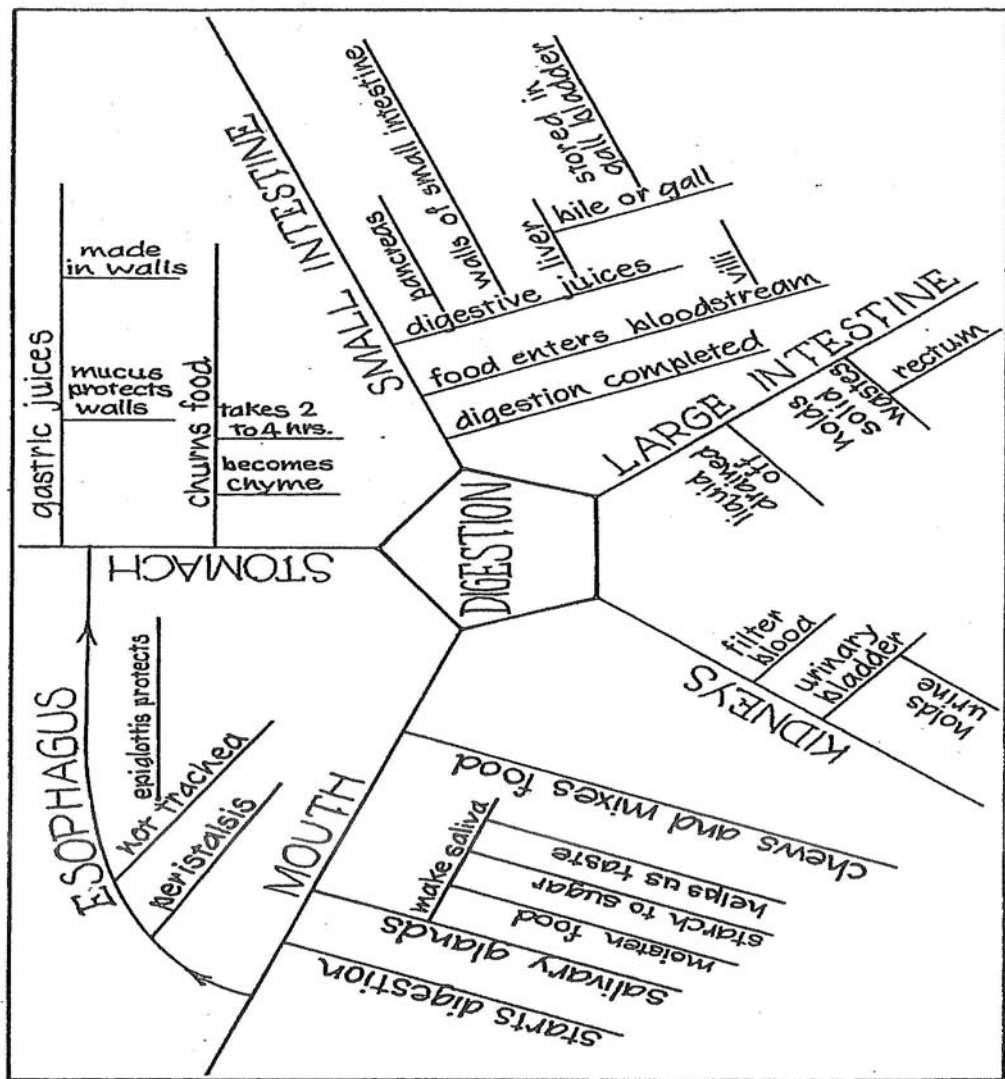 DIGESTION
MOUTH
chews and mixes food
salivary glands
make saliva
helps us taste
starch to sugar
moisten food
starts digestion
ESOPHAGUS
peristalsis
not trachea
epiglottis protects
STOMACH
gastric juices
made
in walls
mucus
protects
walls
churns food
takes 2
to 4 hrs.
becomes
chyme
SMALL INTESTINE
digestive juices
pancreas
walls of small intestine
liver
bile or gall
stored in
gall bladder
food enters bloodstream
villi
digestion completed
LARGE INTESTINE
liquid
drained
off
holds
solid
wastes
rectum
KIDNEYS
filter
blood
urinary
bladder
holds
urine